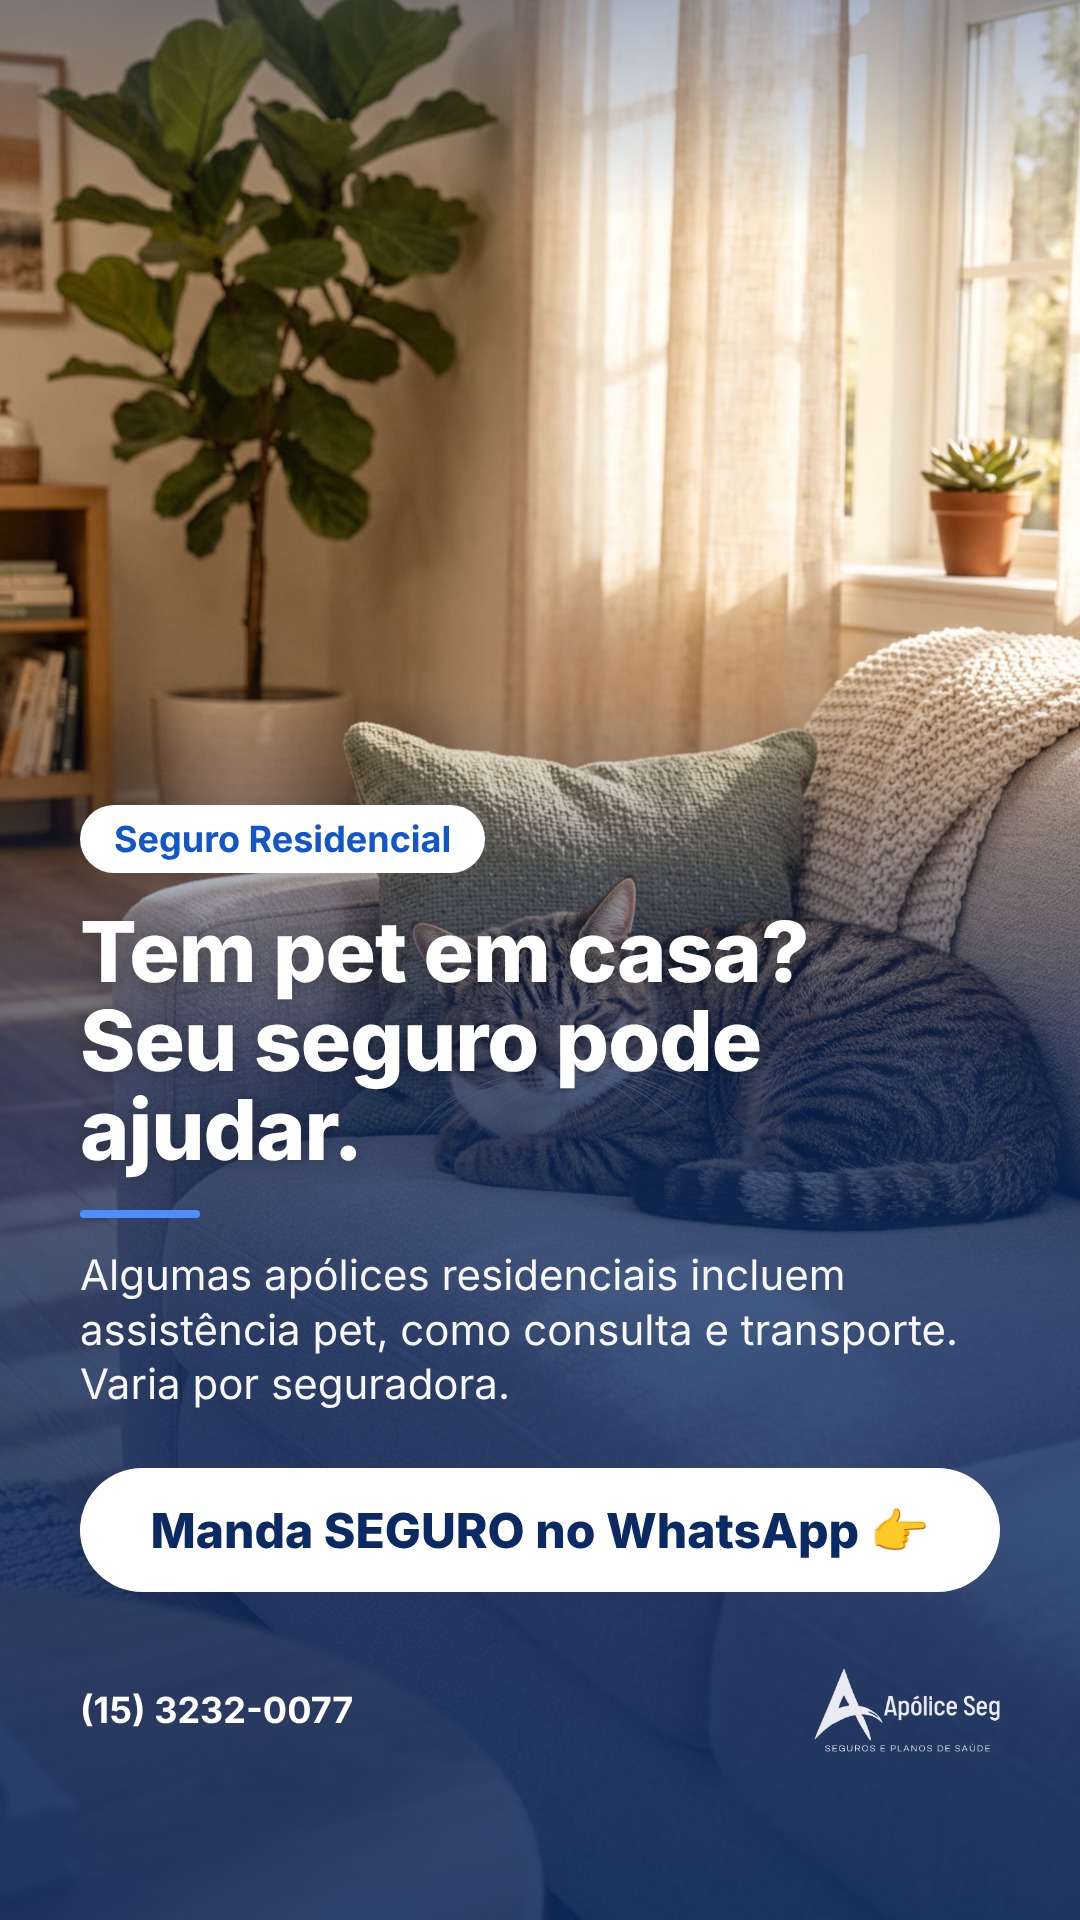 Seguro Residencial
Tem pet em casa?
Seu seguro pode
ajudar.
Algumas apólices residenciais incluem
assistência pet, como consulta e transporte.
Varia por seguradora.
Manda SEGURO no WhatsApp 👉
(15) 3232-0077
Apólice Seg
SEGUROS E PLANOS DE SAÚDE